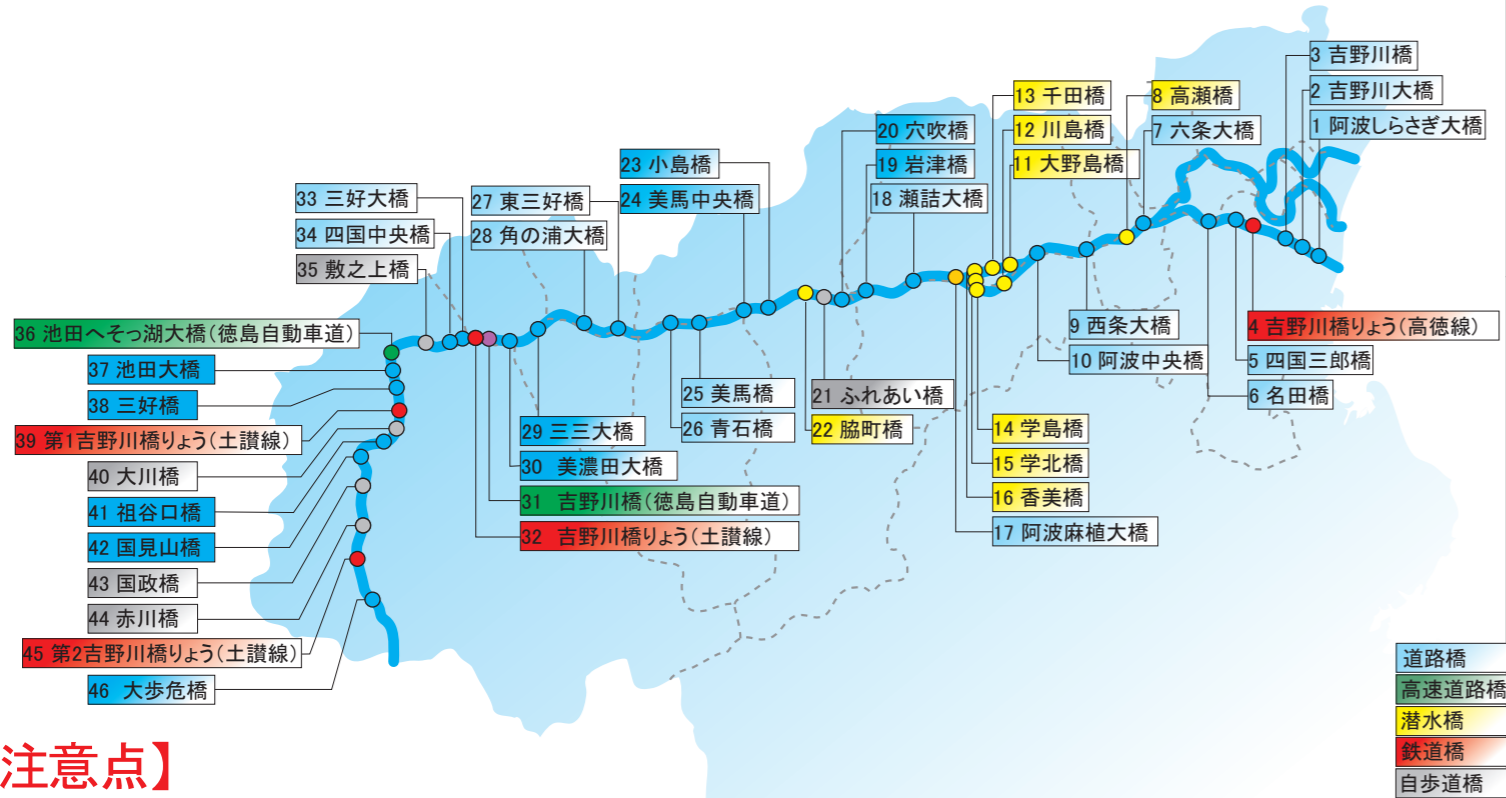 3 吉野川橋
2 吉野川大橋
1 阿波しらさぎ大橋
13 千田橋
8 高瀬橋
12 川島橋
7 六条大橋
11 大野島橋
20 穴吹橋
19 岩津橋
18 瀬詰大橋
23 小島橋
24 美馬中央橋
33 三好大橋
27 東三好橋
34 四国中央橋
28 角の浦大橋
35 敷之上橋
36 池田へそっ湖大橋(徳島自動車道)
37 池田大橋
38 三好橋
39 第1吉野川橋りょう(土讃線)
40 大川橋
41 祖谷口橋
42 国見山橋
43 国政橋
44 赤川橋
45 第2吉野川橋りょう(土讃線)
46 大歩危橋
29 三三大橋
30 美濃田大橋
31 吉野川橋(徳島自動車道)
32 吉野川橋りょう(土讃線)
25 美馬橋
26 青石橋
21 ふれあい橋
22 脇町橋
14 学島橋
15 学北橋
16 香美橋
17 阿波麻植大橋
9 西条大橋
10 阿波中央橋
4 吉野川橋りょう(高徳線)
5 四国三郎橋
6 名田橋
道路橋
高速道路橋
潜水橋
鉄道橋
自歩道橋
注意点】